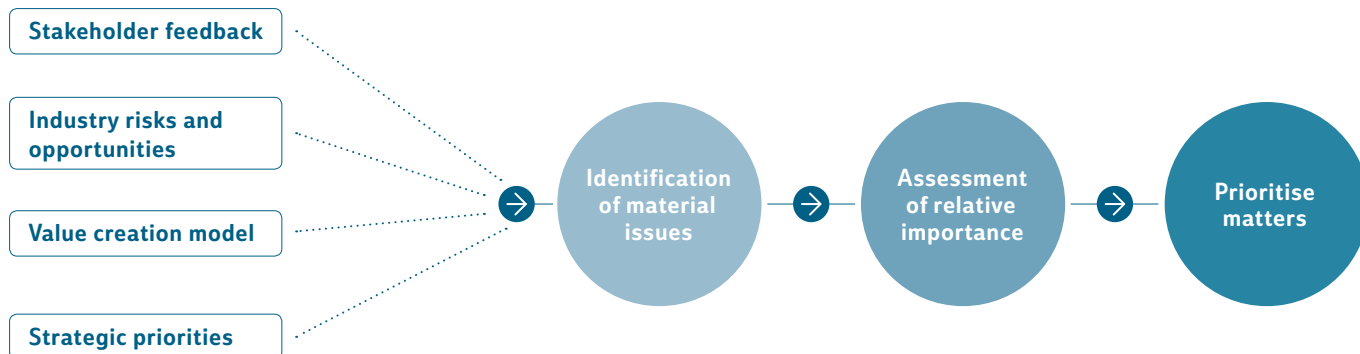 Stakeholder feedback
Industry risks and
opportunities
Value creation model
Strategic priorities
Identification
of material
issues
Assessment
of relative
importance
Prioritise
matters